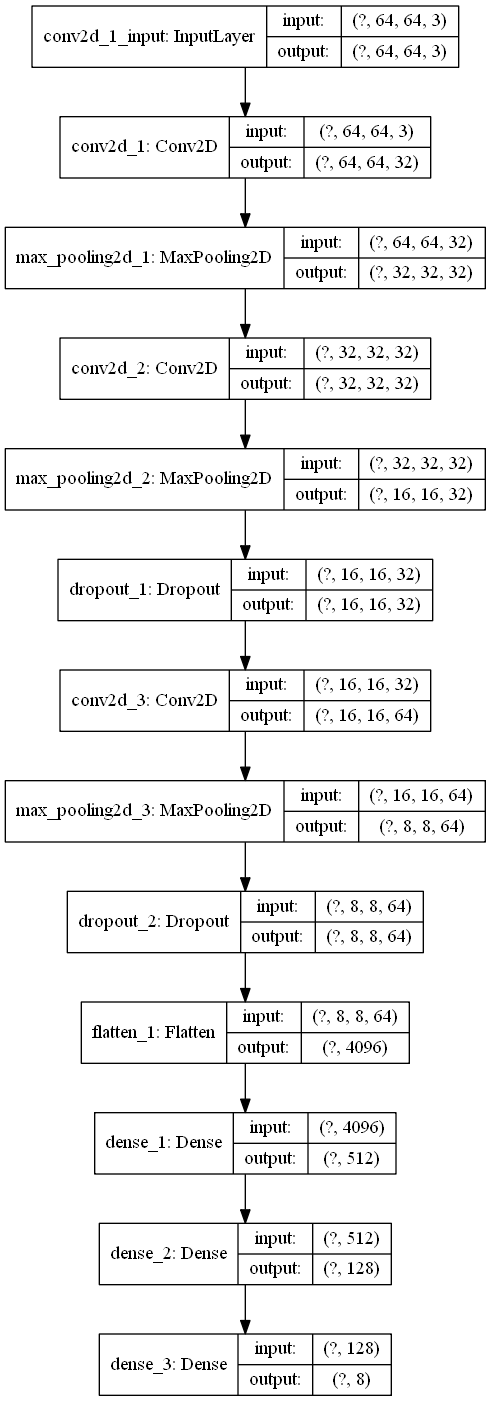 conv2d_1_input: InputLayer
input: (?, 64, 64, 3)
output: (?, 64, 64, 3)
conv2d_1: Conv2D
input: (?, 64, 64, 3)
output: (?, 64, 64, 32)
max_pooling2d_1: MaxPooling2D
input: (?, 64, 64, 32)
output: (?, 32, 32, 32)
conv2d_2: Conv2D
input: (?, 32, 32, 32)
output: (?, 32, 32, 32)
max_pooling2d_2: MaxPooling2D
input: (?, 32, 32, 32)
output: (?, 16, 16, 32)
dropout_1: Dropout
input: (?, 16, 16, 32)
output: (?, 16, 16, 32)
conv2d_3: Conv2D
input: (?, 16, 16, 32)
output: (?, 16, 16, 64)
max_pooling2d_3: MaxPooling2D
input: (?, 16, 16, 64)
output: (?, 8, 8, 64)
dropout_2: Dropout
input: (?, 8, 8, 64)
output: (?, 8, 8, 64)
flatten_1: Flatten
input: (?, 8, 8, 64)
output: (?, 4096)
dense_1: Dense
input: (?, 4096)
output: (?, 512)
dense_2: Dense
input: (?, 512)
output: (?, 128)
dense_3: Dense
input: (?, 128)
output: (?, 8)